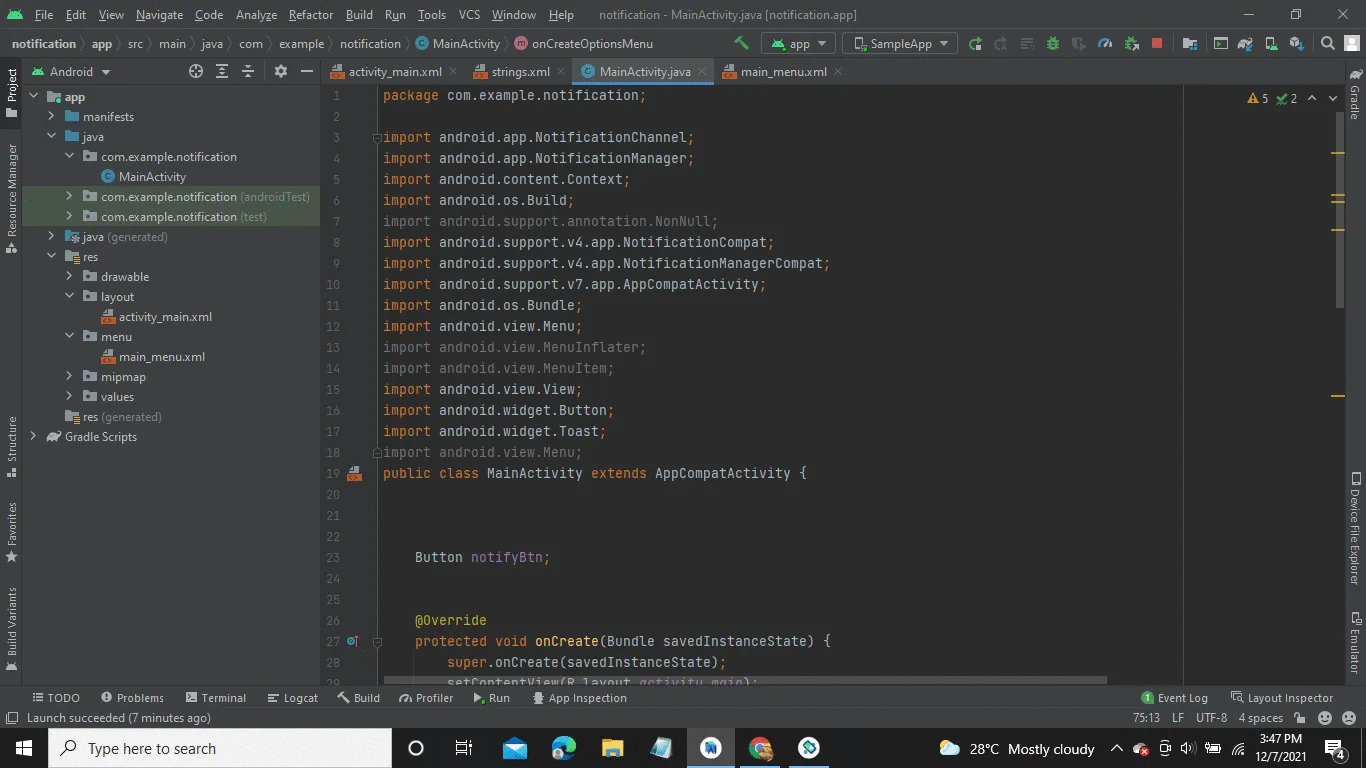 File Edit View Navigate Code Analyze Refactor Build Run Tools VCS Window Help notification - MainActivity.java [notification.app]
notification app src main java com example notification MainActivity onCreateOptionsMenu app SampleApp
Project
Resource Manager
Structure
Favorites
Build Variants
Android
app
manifests
java
com.example.notification
MainActivity
com.example.notification (androidTest)
com.example.notification (test)
java (generated)
res
drawable
layout
activity_main.xml
menu
main_menu.xml
mipmap
values
res (generated)
Gradle Scripts
activity_main.xml strings.xml MainActivity.java main_menu.xml
5 2
1 package com.example.notification;
2
3 import android.app.NotificationChannel;
4 import android.app.NotificationManager;
5 import android.content.Context;
6 import android.os.Build;
7 import android.support.annotation.NonNull;
8 import android.support.v4.app.NotificationCompat;
9 import android.support.v4.app.NotificationManagerCompat;
10 import android.support.v7.app.AppCompatActivity;
11 import android.os.Bundle;
12 import android.view.Menu;
13 import android.view.MenuInflater;
14 import android.view.MenuItem;
15 import android.view.View;
16 import android.widget.Button;
17 import android.widget.Toast;
18 import android.view.Menu;
19 public class MainActivity extends AppCompatActivity {
20
21
22
23 Button notifyBtn;
24
25
26 @Override
27 protected void onCreate(Bundle savedInstanceState) {
28 super.onCreate(savedInstanceState);
29 setContentView(R.layout.activity_main);
Gradle
Device File Explorer
Emulator
TODO Problems Terminal Logcat Build Profiler Run App Inspection 1 Event Log Layout Inspector
Launch succeeded (7 minutes ago) 75:13 LF UTF-8 4 spaces
Type here to search 28°C Mostly cloudy 3:47 PM
12/7/2021
4